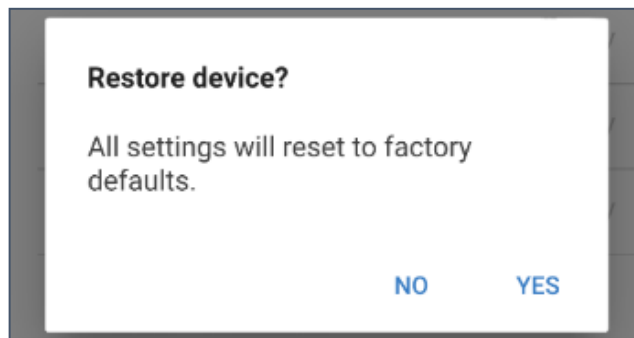 Restore device?
All settings will reset to factory
defaults.
NO
YES